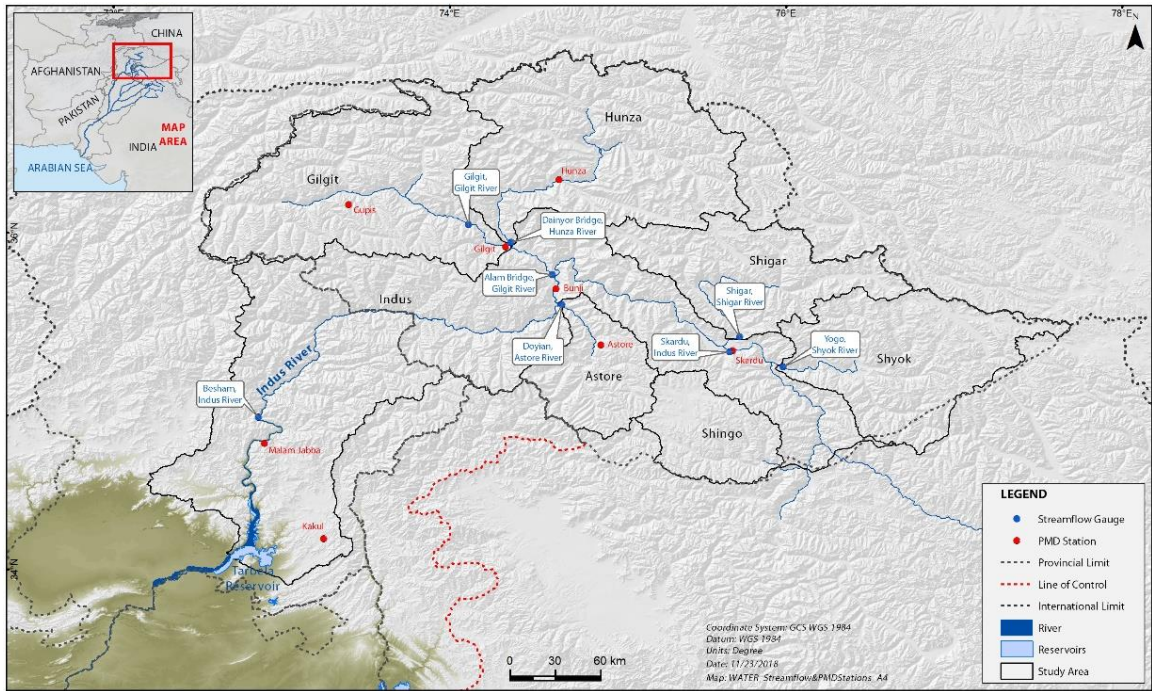 72°E
74°E
76°E
78°E
CHINA
AFGHANISTAN
PAKISTAN
MAP
AREA
INDIA
ARABIAN SEA
36°N
34°N
Hunza
Gilgit
Gilgit,
Gilgit River
Hunza
Gupis
Dainyor Bridge,
Hunza River
Gilgit
Shigar
Alam Bridge,
Gilgit River
Bunji
Indus
Shigar,
Shigar River
Doyian,
Astore River
Astore
Skardu,
Indus River
Skardu
Yogo,
Shyok River
Shyok
Indus River
Astore
Besham,
Indus River
Shingo
Malam Jabba
Kakul
Tarbela
Reservoir
LEGEND
Streamflow Gauge
PMD Station
Provincial Limit
Line of Control
International Limit
River
Reservoirs
Study Area
Coordinate System: GCS WGS 1984
Datum: WGS 1984
Units: Degree
Date: 11/23/2018
Map: WATER_Streamflow&PMDStations_A4
0 30 60 km